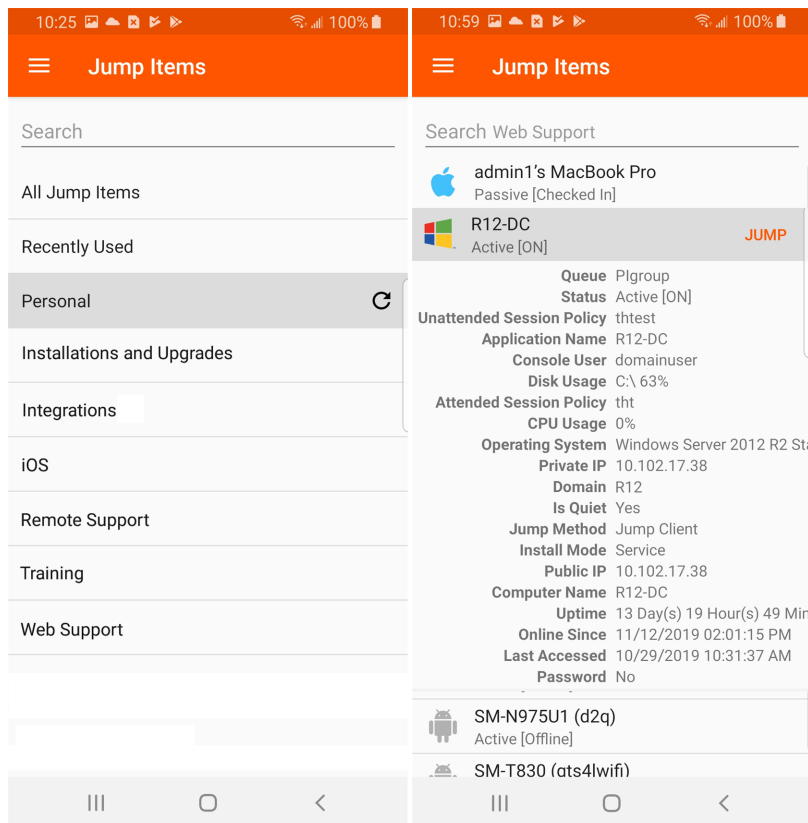 10:25
100%
Jump Items
Search
All Jump Items
Recently Used
Personal
Installations and Upgrades
Integrations
iOS
Remote Support
Training
Web Support
10:59
100%
Jump Items
Search Web Support
admin1's MacBook Pro
Passive [Checked In]
R12-DC
Active [ON]
JUMP
Queue PIgroup
Status Active [ON]
Unattended Session Policy thtest
Application Name R12-DC
Console User domainuser
Disk Usage C:\ 63%
Attended Session Policy tht
CPU Usage 0%
Operating System Windows Server 2012 R2 Sta
Private IP 10.102.17.38
Domain R12
Is Quiet Yes
Jump Method Jump Client
Install Mode Service
Public IP 10.102.17.38
Computer Name R12-DC
Uptime 13 Day(s) 19 Hour(s) 49 Min
Online Since 11/12/2019 02:01:15 PM
Last Accessed 10/29/2019 10:31:37 AM
Password No
SM-N975U1 (d2q)
Active [Offline]
SM-T830 (gts4lwifi)